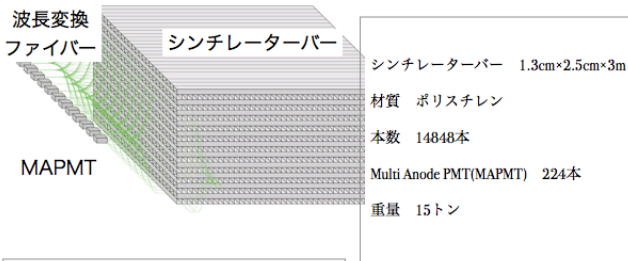 波長変換
ファイバー
シンチレーターバー
MAPMT
シンチレーターバー　1.3cm×2.5cm×3m
材質　ポリスチレン
本数　14848本
Multi Anode PMT(MAPMT)　224本
重量　15トン